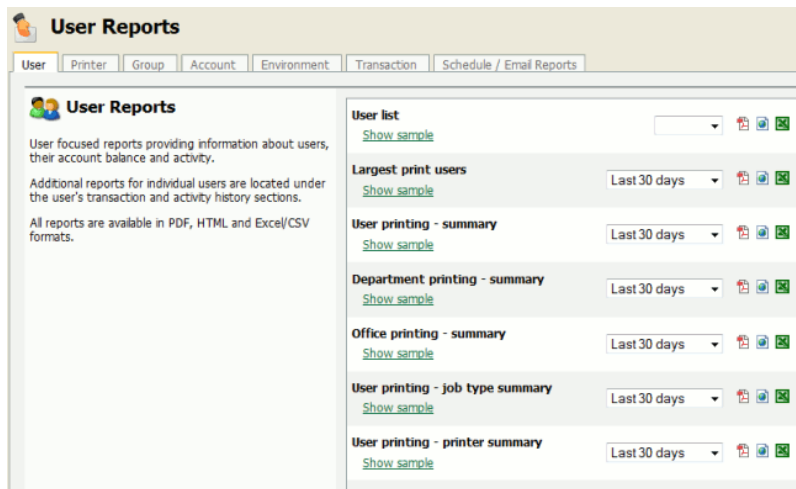 User Reports
User Printer Group Account Environment Transaction Schedule / Email Reports
User Reports
User focused reports providing information about users,
their account balance and activity.
Additional reports for individual users are located under
the user's transaction and activity history sections.
All reports are available in PDF, HTML and Excel/CSV
formats.
User list
Show sample
Largest print users
Show sample
Last 30 days
User printing - summary
Show sample
Last 30 days
Department printing - summary
Show sample
Last 30 days
Office printing - summary
Show sample
Last 30 days
User printing - job type summary
Show sample
Last 30 days
User printing - printer summary
Show sample
Last 30 days